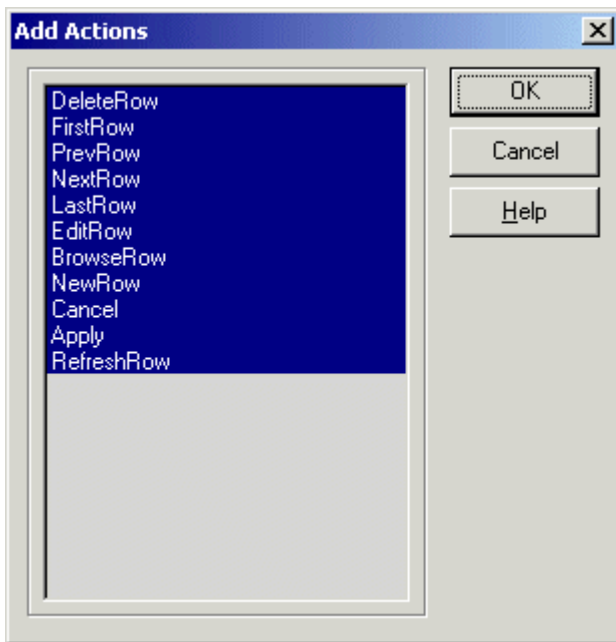 Add Actions
DeleteRow
FirstRow
PrevRow
NextRow
LastRow
EditRow
BrowseRow
NewRow
Cancel
Apply
RefreshRow
OK
Cancel
Help